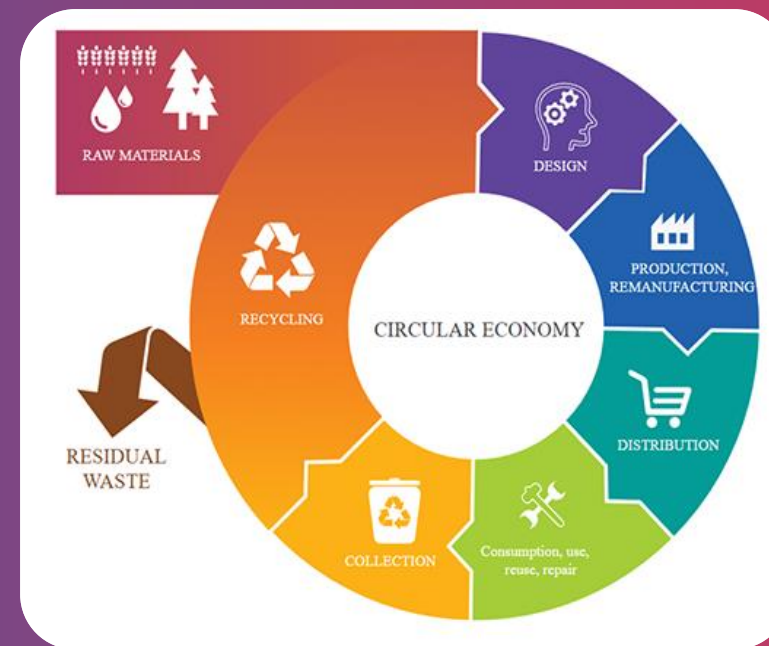 RAW MATERIALS
DESIGN
PRODUCTION,
REMANUFACTURING
RECYCLING
CIRCULAR ECONOMY
DISTRIBUTION
RESIDUAL
WASTE
COLLECTION
Consumption, use,
reuse, repair